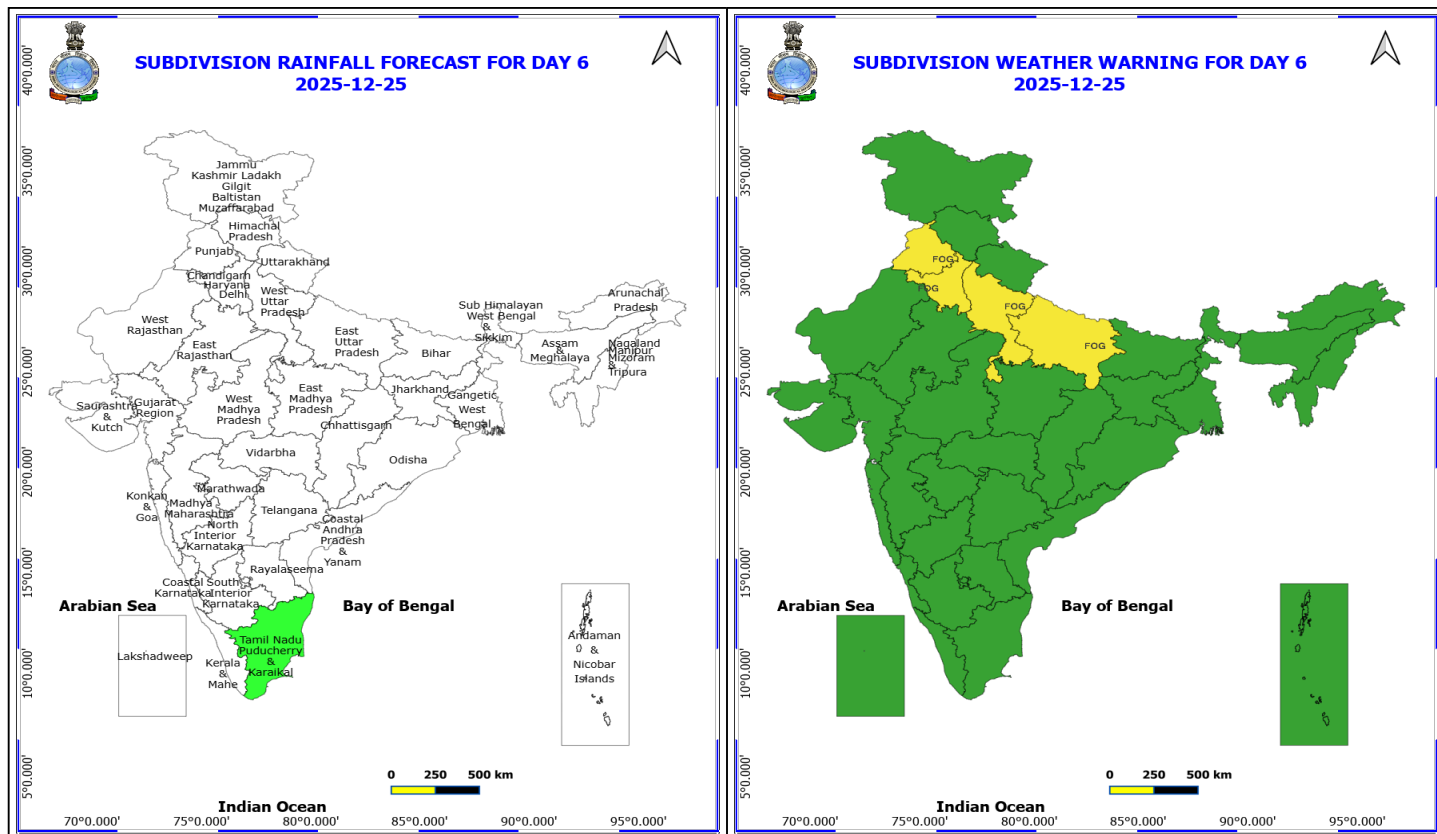 SUBDIVISION RAINFALL FORECAST FOR DAY 6
2025-12-25
40°0.000'
35°0.000'
30°0.000'
25°0.000'
20°0.000'
15°0.000'
10°0.000'
5°0.000'
Jammu
Kashmir Ladakh
Gilgit
Baltistan
Muzaffarabad
Himachal
Pradesh
Punjab
Uttarakhand
Chandigarh
Haryana
Delhi
West
Uttar
Pradesh
West
Rajasthan
East
Rajasthan
East
Uttar
Pradesh
Bihar
Sub Himalayan
West Bengal
&
Sikkim
Arunachal
Pradesh
Assam
&
Meghalaya
Nagaland
Manipur
Mizoram
&
Tripura
Saurashtra
&
Kutch
Gujarat
Region
West
Madhya
Pradesh
East
Madhya
Pradesh
Jharkhand
Gangetic
West
Bengal
Chhattisgarh
Vidarbha
Odisha
Konkan
&
Goa
Madhya
Maharashtra
Marathwada
Telangana
North
Interior
Karnataka
Coastal
Andhra
Pradesh
&
Yanam
Rayalaseema
Coastal
Karnataka
South
Interior
Karnataka
Arabian Sea
Bay of Bengal
Tamil Nadu
Puducherry
&
Karaikal
Kerala
&
Mahe
Lakshadweep
Andaman
&
Nicobar
Islands
0 250 500 km
Indian Ocean
70°0.000' 75°0.000' 80°0.000' 85°0.000' 90°0.000' 95°0.000'
SUBDIVISION WEATHER WARNING FOR DAY 6
2025-12-25
40°0.000'
35°0.000'
30°0.000'
25°0.000'
20°0.000'
15°0.000'
10°0.000'
5°0.000'
FOG
FOG
FOG
FOG
Arabian Sea
Bay of Bengal
0 250 500 km
Indian Ocean
70°0.000' 75°0.000' 80°0.000' 85°0.000' 90°0.000' 95°0.000'